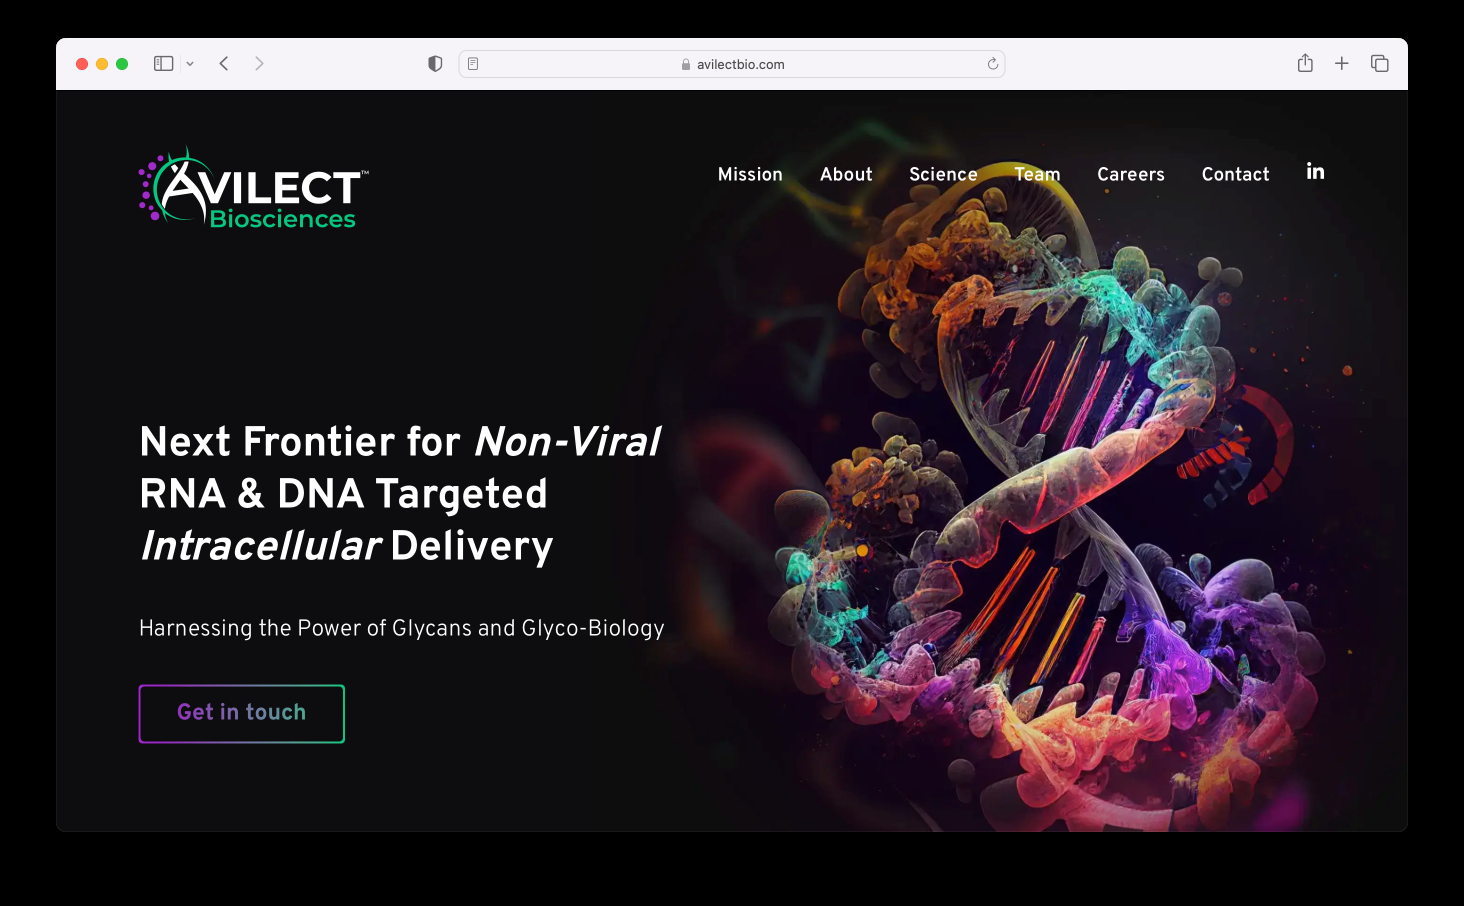 avilectbio.com
AVILECT™
Biosciences
Mission About Science Team Careers Contact in
Next Frontier for Non-Viral
RNA & DNA Targeted
Intracellular Delivery
Harnessing the Power of Glycans and Glyco-Biology
Get in touch